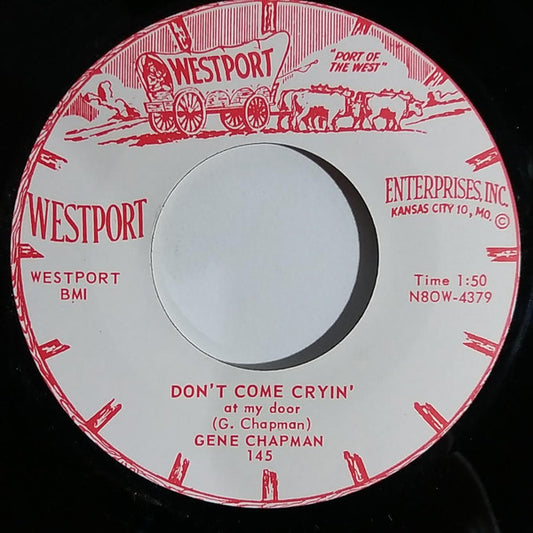 WESTPORT
"PORT OF
THE WEST"
WESTPORT
ENTERPRISES, INC.
KANSAS CITY 10, MO. ©
WESTPORT
BMI
Time 1:50
N8OW-4379
DON'T COME CRYIN'
at my door
(G. Chapman)
GENE CHAPMAN
145